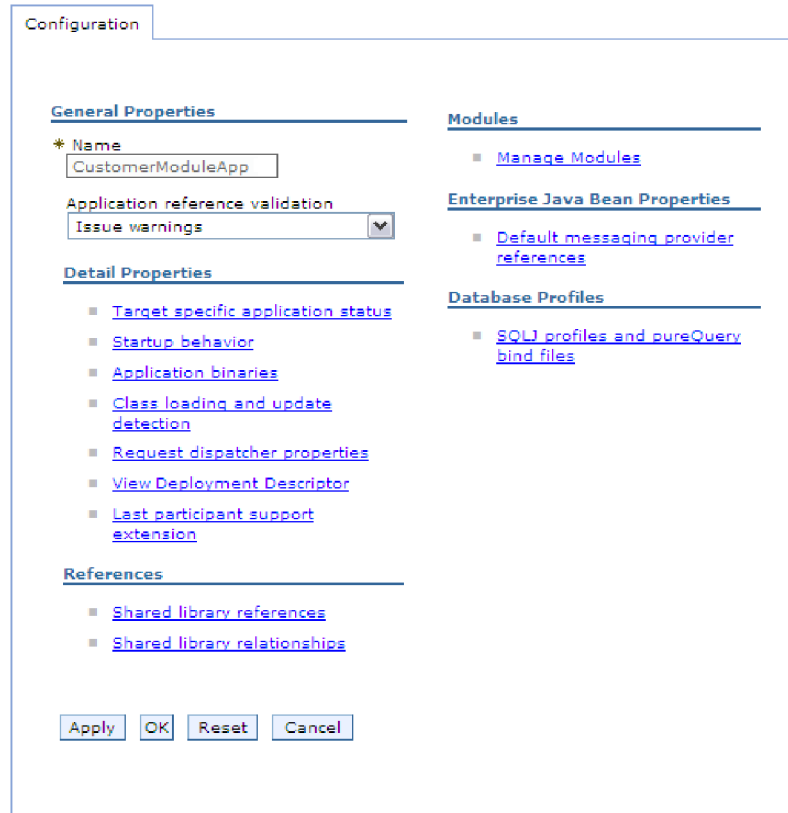 Configuration
General Properties
* Name
CustomerModuleApp
Application reference validation
Issue warnings
Detail Properties
Target specific application status
Startup behavior
Application binaries
Class loading and update
detection
Request dispatcher properties
View Deployment Descriptor
Last participant support
extension
References
Shared library references
Shared library relationships
Modules
Manage Modules
Enterprise Java Bean Properties
Default messaging provider
references
Database Profiles
SQLJ profiles and pureQuery
bind files
Apply OK Reset Cancel